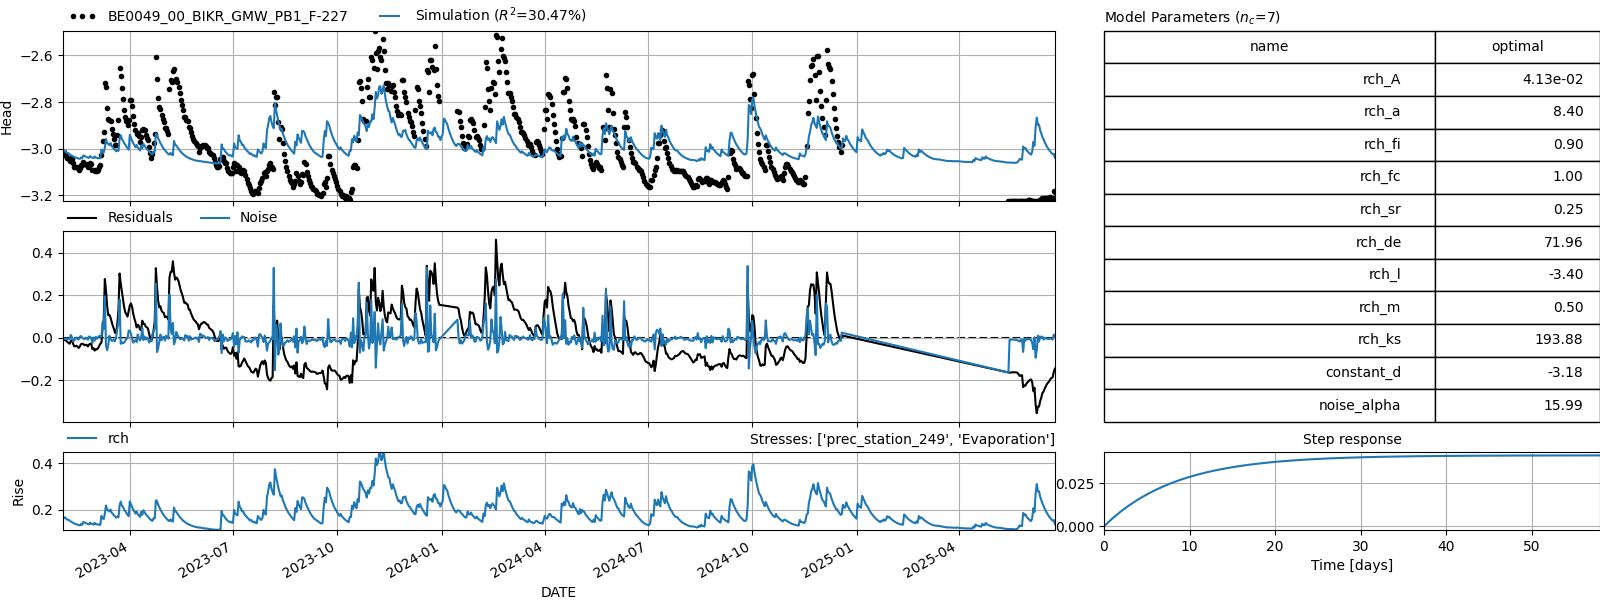 BE0049_00_BIKR_GMW_PB1_F-227
Simulation (R²=30.47%)
Head
−2.6
−2.8
−3.0
−3.2
Residuals
Noise
0.4
0.2
0.0
−0.2
rch
Stresses: ['prec_station_249', 'Evaporation']
Rise
0.4
0.2
2023-04
2023-07
2023-10
2024-01
2024-04
2024-07
2024-10
2025-01
2025-04
DATE
Model Parameters (n_c=7)
name optimal
rch_A 4.13e-02
rch_a 8.40
rch_fi 0.90
rch_fc 1.00
rch_sr 0.25
rch_de 71.96
rch_l -3.40
rch_m 0.50
rch_ks 193.88
constant_d -3.18
noise_alpha 15.99
Step response
0.025
0.000
0 10 20 30 40 50
Time [days]